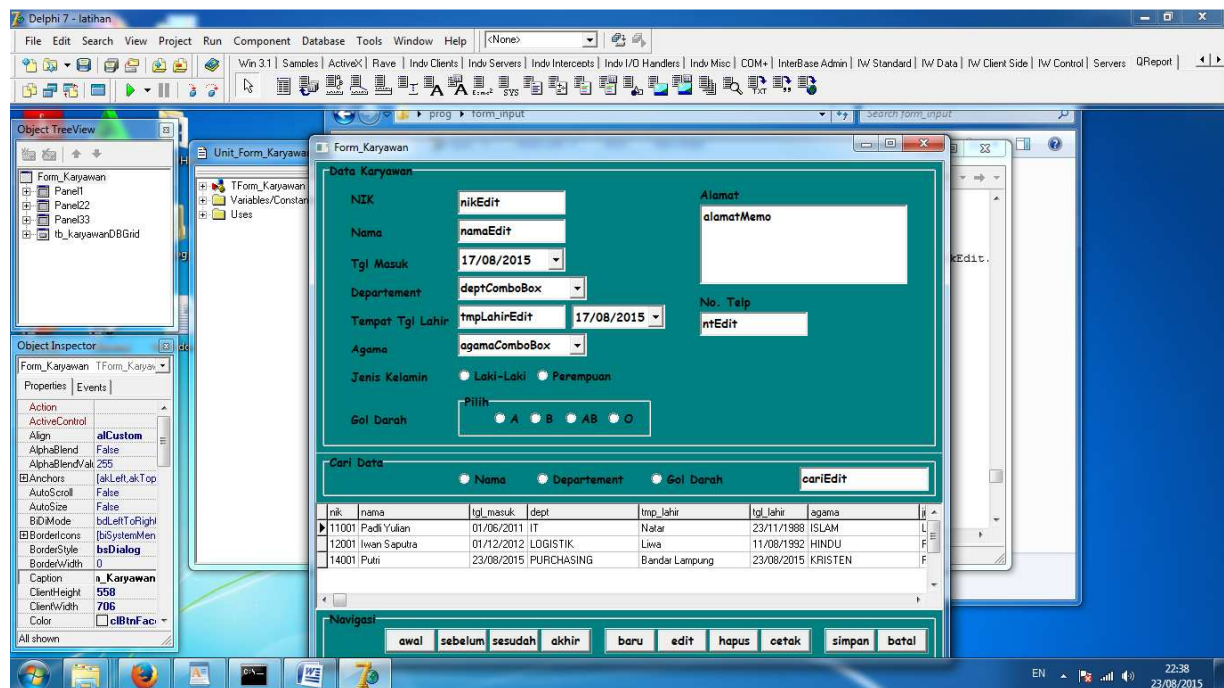 Delphi 7 - latihan
File Edit Search View Project Run Component Database Tools Window Help <None>
Win 3.1 Samples ActiveX Rave Indy Clients Indy Servers Indy Intercepts Indy I/O Handlers Indy Misc COM+ InterBase Admin IW Standard IW Data IW Client Side IW Control Servers QReport
prog form_input Search form_input
Object TreeView
Form_Karyawan
Panel1
Panel22
Panel33
tb_karyawanDBGrid
Unit_Form_Karyawa
TForm_Karyawan
Variables/Constan
Uses
kEdit.
Form_Karyawan
Data Karyawan
NIK nikEdit
Nama namaEdit
Tgl Masuk 17/08/2015
Departement deptComboBox
Tempat Tgl Lahir tmpLahirEdit 17/08/2015
Agama agamaComboBox
Jenis Kelamin Laki-Laki Perempuan
Pilih
Gol Darah A B AB O
Alamat
alamatMemo
No. Telp
ntEdit
Cari Data
Nama Departement Gol Darah cariEdit
nik nama tgl_masuk dept tmp_lahir tgl_lahir agama
11001 Padli Yulian 01/06/2011 IT Natar 23/11/1988 ISLAM L
12001 Iwan Saputra 01/12/2012 LOGISTIK Liwa 11/08/1992 HINDU
14001 Putri 23/08/2015 PURCHASING Bandar Lampung 23/08/2015 KRISTEN
Navigasi
awal sebelum sesudah akhir baru edit hapus cetak simpan batal
Object Inspector
Form_Karyawan TForm_Karyaw
Properties Events
Action
ActiveControl
Align alCustom
AlphaBlend False
AlphaBlendValu 255
Anchors [akLeft,akTop
AutoScroll False
AutoSize False
BiDiMode bdLeftToRight
BorderIcons [biSystemMen
BorderStyle bsDialog
BorderWidth 0
Caption n_Karyawan
ClientHeight 558
ClientWidth 706
Color clBtnFac
All shown
EN 22:38
23/08/2015